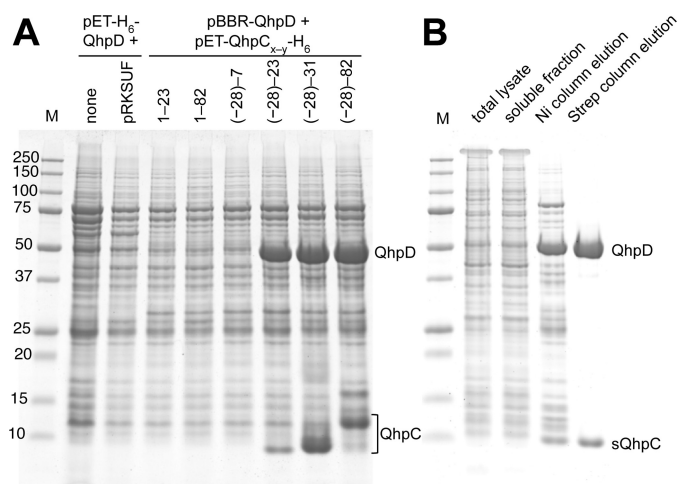 A
pET-H6-
QhpD +
pBBR-QhpD +
pET-QhpCx–y-H6
M
none
pRKSUF
1–23
1–82
(–28)–7
(–28)–23
(–28)–31
(–28)–82
250
150
100
75
50
37
25
20
15
10
QhpD
QhpC
B
M
total lysate
soluble fraction
Ni column elution
Strep column elution
QhpD
sQhpC